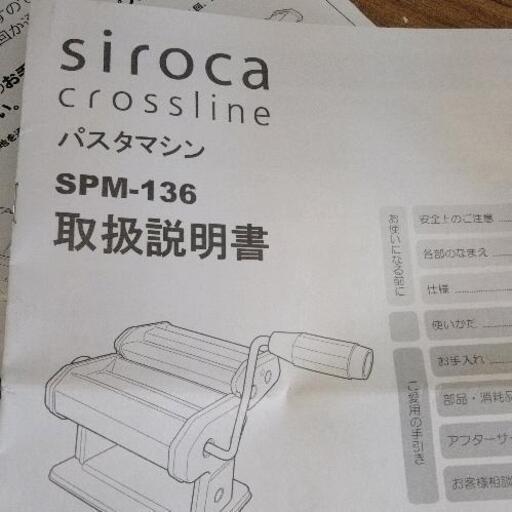 siroca
crossline
パスタマシン
SPM-136
取扱説明書
お使いになる前に
安全上のご注意
各部のなまえ
仕様
使いかた
ご愛用の手引き
お手入れ
部品・消耗品
アフターサー
お客様相談